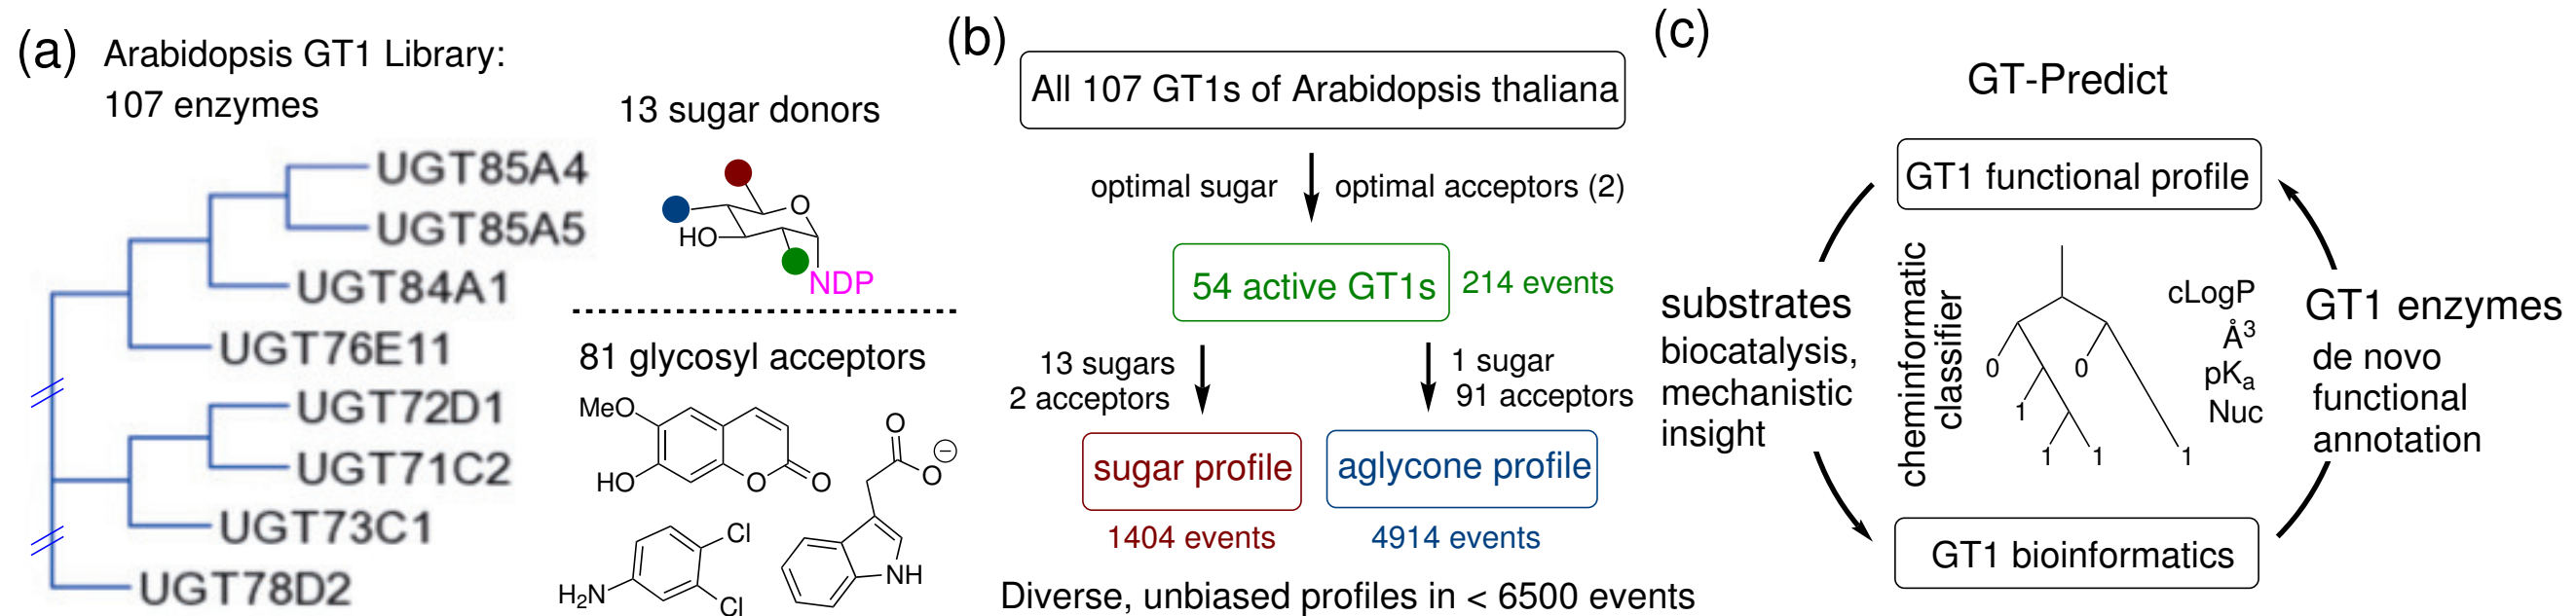 (a) Arabidopsis GT1 Library:
107 enzymes
UGT85A4
UGT85A5
UGT84A1
UGT76E11
UGT72D1
UGT71C2
UGT73C1
UGT78D2
13 sugar donors
O
HO
NDP
81 glycosyl acceptors
MeO
HO
O
O
O
O
⊖
NH
Cl
Cl
H₂N
(b)
All 107 GT1s of Arabidopsis thaliana
optimal sugar
optimal acceptors (2)
54 active GT1s
214 events
13 sugars
2 acceptors
1 sugar
91 acceptors
sugar profile
aglycone profile
1404 events
4914 events
Diverse, unbiased profiles in < 6500 events
(c)
GT-Predict
GT1 functional profile
substrates
biocatalysis,
mechanistic
insight
cheminformatic
classifier
0
1
1
1
0
1
cLogP
Å³
pKₐ
Nuc
GT1 enzymes
de novo
functional
annotation
GT1 bioinformatics